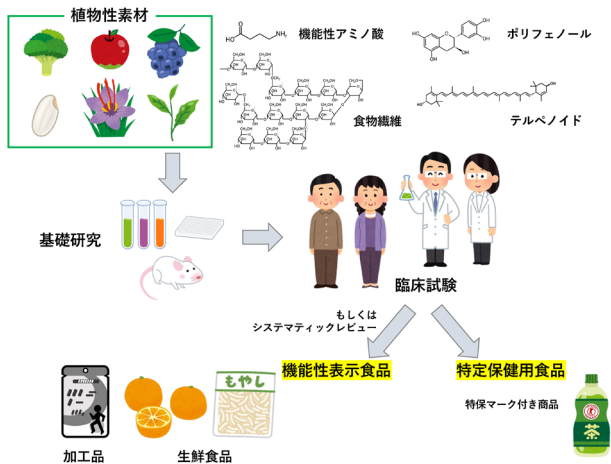 植物性素材
機能性アミノ酸
ポリフェノール
食物繊維
テルペノイド
基礎研究
臨床試験
もしくは
システマティックレビュー
機能性表示食品
特定保健用食品
特保マーク付き商品
もやし
茶
加工品
生鮮食品